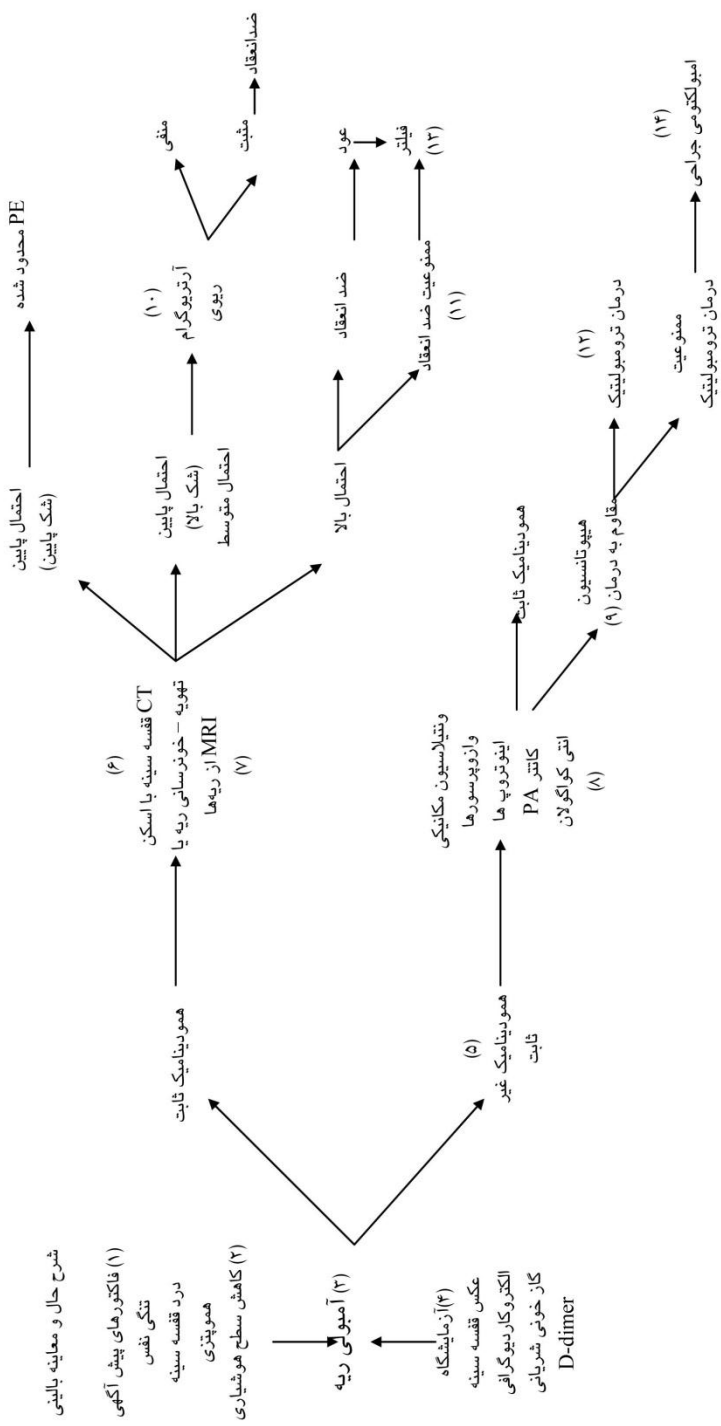 شرح حال و معاینه بالینی
(۱) فاکتورهای پیش آگهی
تنگی نفس
درد قفسه سینه
هموپتزی
(۲) کاهش سطح هوشیاری
(۳) آمبولی ریه
(۴)آزمایشگاه
عکس قفسه سینه
الکتروکاردیوگرافی
گاز خونی شریانی
D-dimer
همودینامیک ثابت
(۵)
همودینامیک غیر
ثابت
(۶)
CT قفسه سینه با اسکن
تهویه – خونرسانی ریه یا
MRI از ریه‌ها
(۷)
ونتیلاسیون مکانیکی
وازوپرسورها
اینوتروپ ها
کاتتر PA
انتی کواگولان
(۸)
احتمال پایین
(شک پایین)
PE محدود شده
احتمال پایین
(شک بالا)
احتمال متوسط
(۱۰)
آرتریوگرام
ریوی
منفی
مثبت
ضدانعقاد
احتمال بالا
ضد انعقاد
عود
فیلتر
(۱۳)
ممنوعیت ضد انعقاد
(۱۱)
همودینامیک ثابت
هیپوتانسیون
مقاوم به درمان (۹)
(۱۲)
درمان ترومبولیتیک
ممنوعیت
درمان ترومبولیتیک
(۱۴)
امبولکتومی جراحی